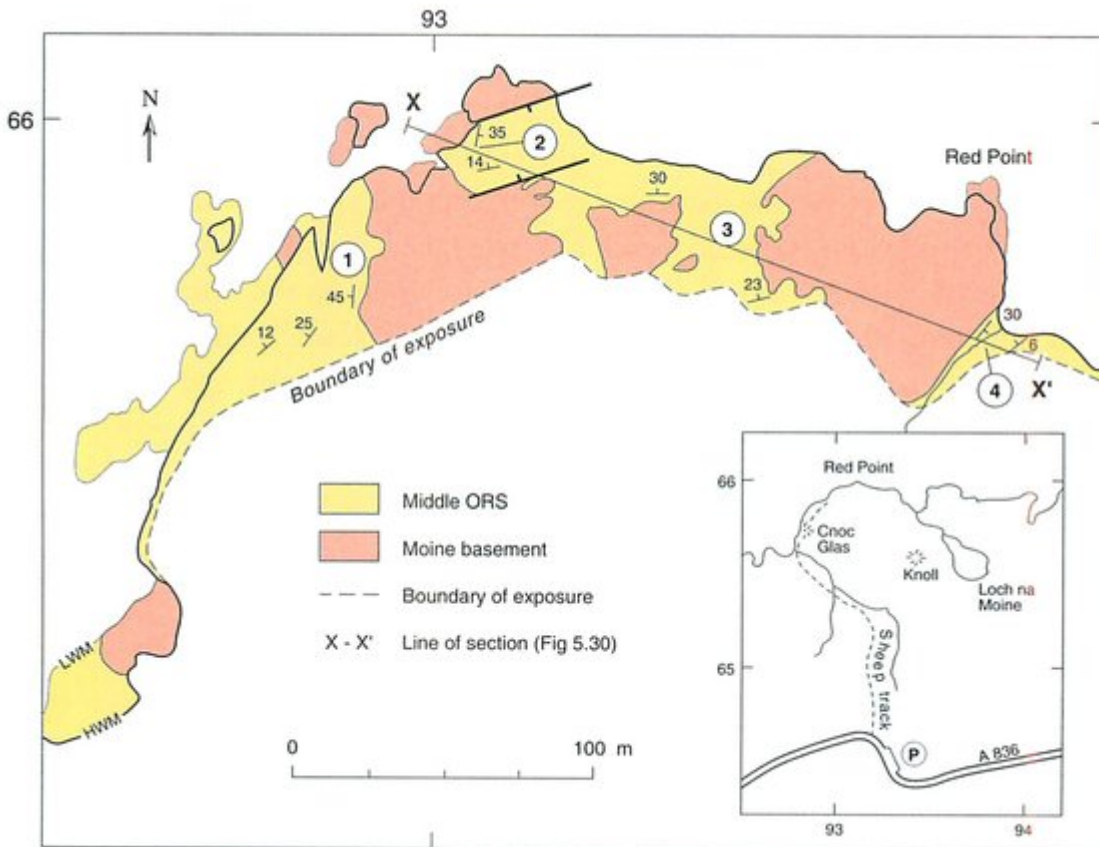 93
66
N
X
35
2
14
30
Red Point
3
1
45
23
12
25
30
6
Boundary of exposure
4
X'
Middle ORS
Moine basement
Boundary of exposure
X - X'
Line of section (Fig 5.30)
LWM
HWM
0
100 m
66
Red Point
Cnoc
Glas
Knoll
Loch na
Moine
65
Sheep track
P
A 836
93
94